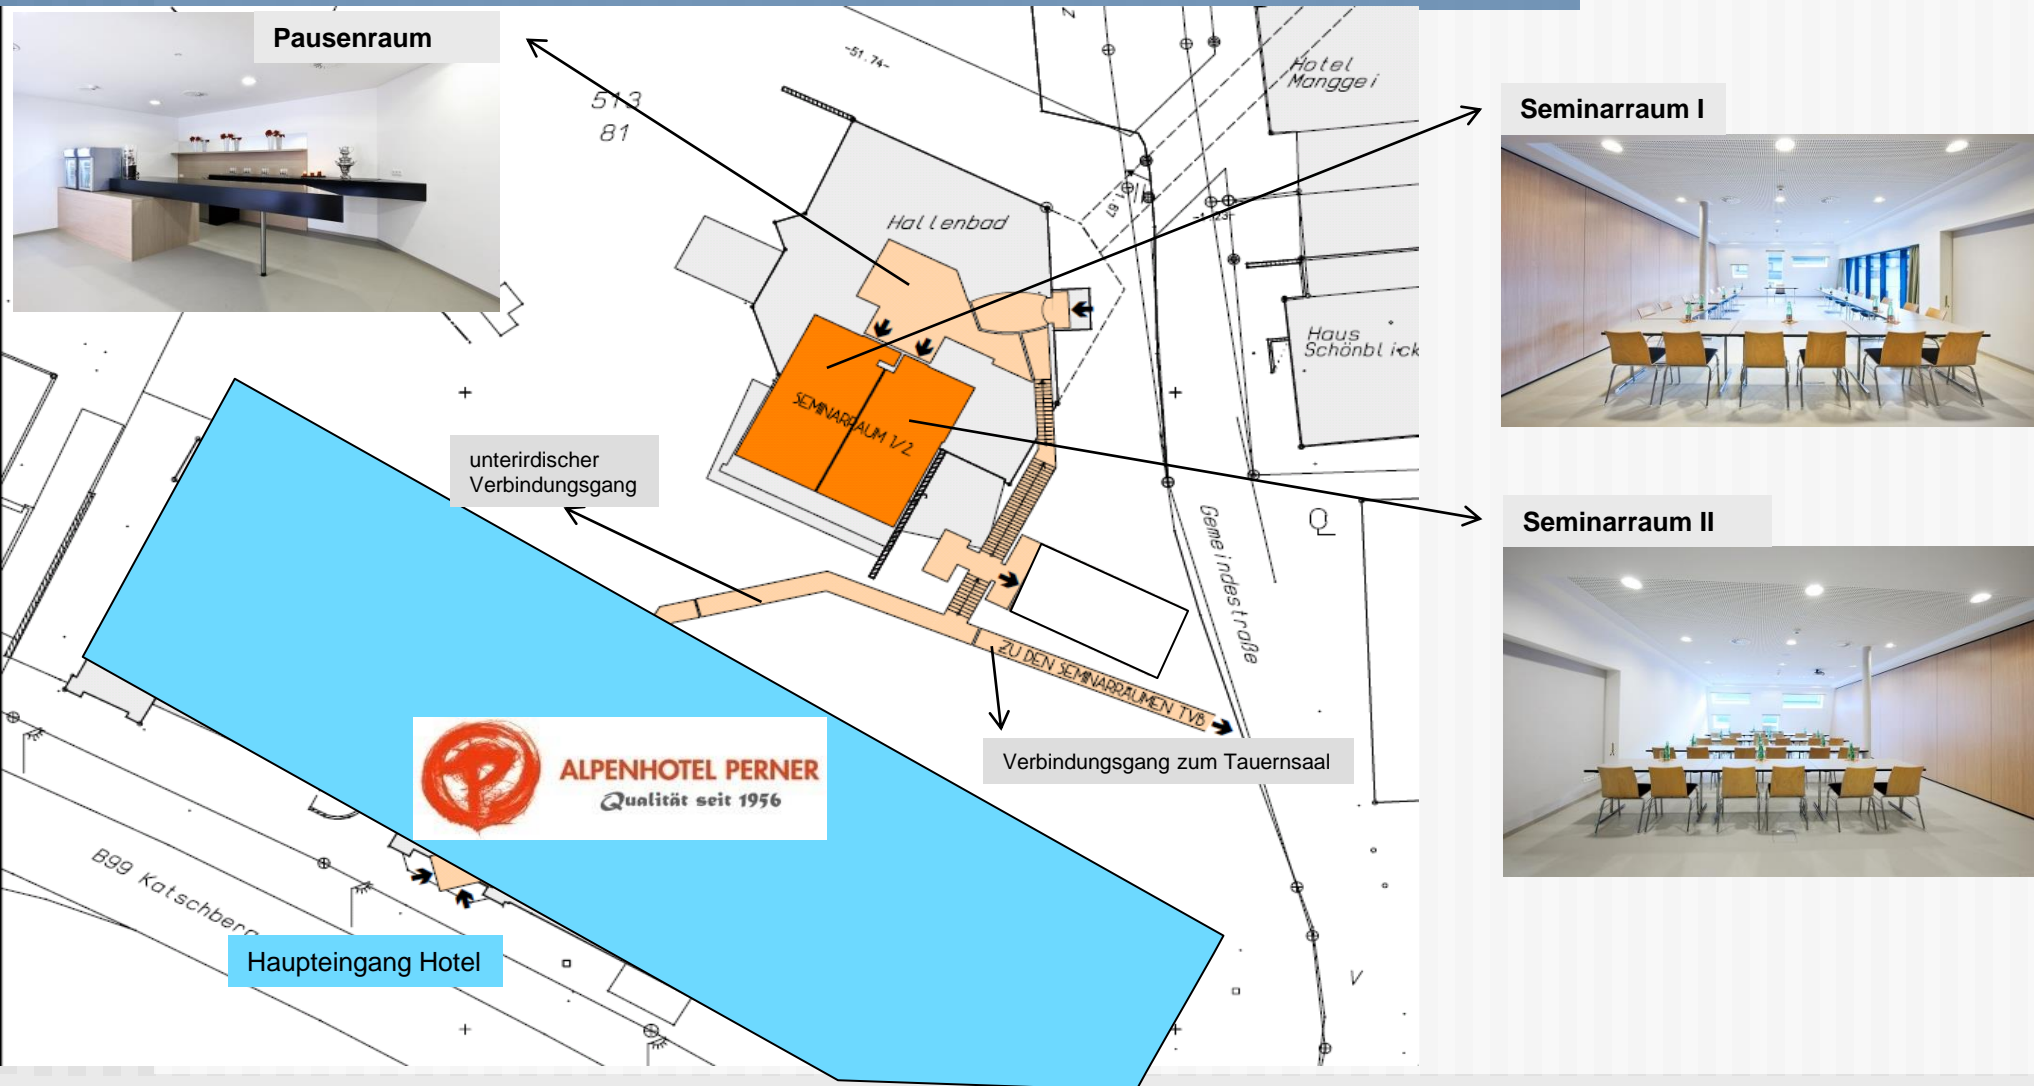 Pausenraum
-51.74-
513
81
Z
Hotel
Manggei
Seminarraum I
Hallenbad
Haus
Schönblick
SEMINARRAUM 1/2
unterirdischer
Verbindungsgang
Gemeindestraße
Seminarraum II
ZU DEN SEMINARRÄUMEN TVB
Verbindungsgang zum Tauernsaal
ALPENHOTEL PERNER
Qualität seit 1956
B99 Katschberg
Haupteingang Hotel